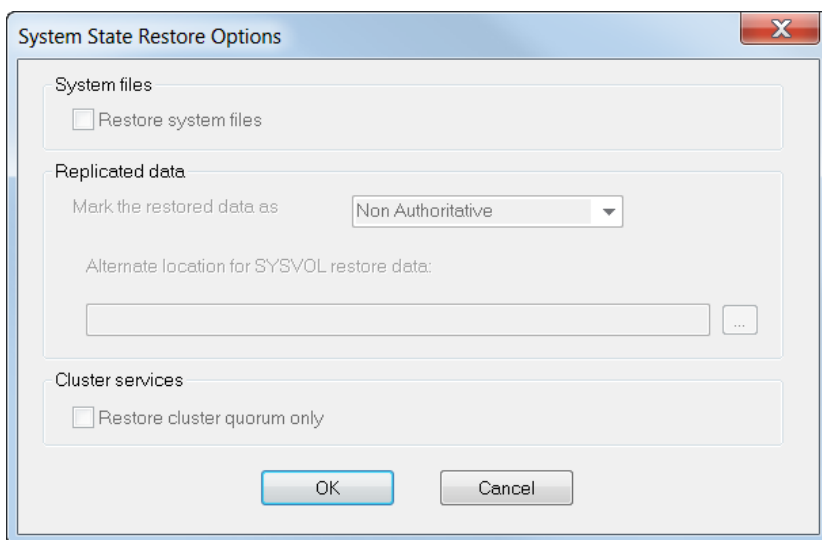 System State Restore Options
System files
Restore system files
Replicated data
Mark the restored data as
Non Authoritative
Alternate location for SYSVOL restore data:
...
Cluster services
Restore cluster quorum only
OK
Cancel